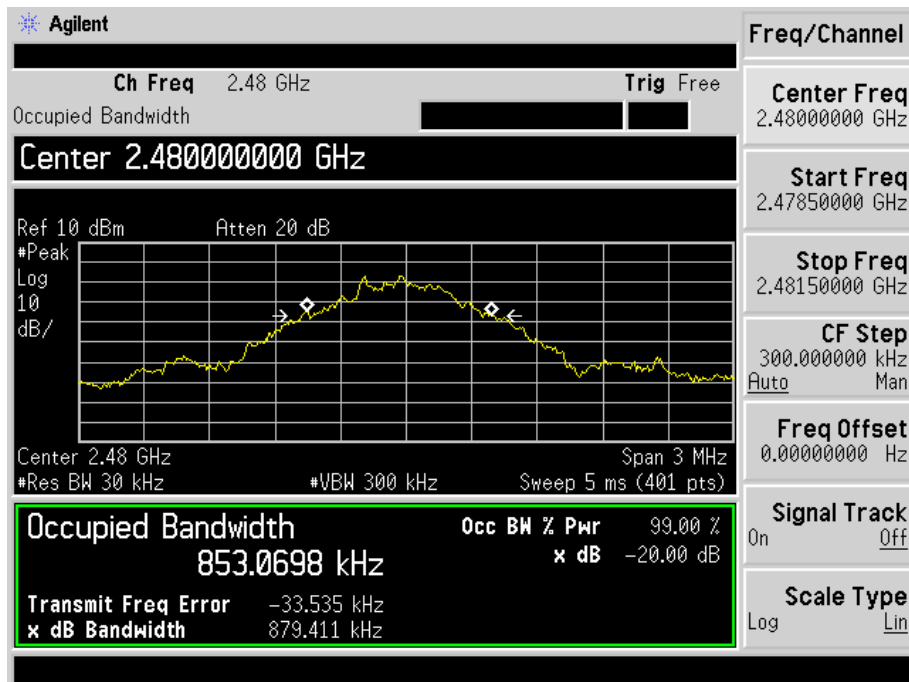 Agilent
Ch Freq 2.48 GHz Trig Free
Occupied Bandwidth
Center 2.480000000 GHz
Ref 10 dBm Atten 20 dB
#Peak
Log
10
dB/
Center 2.48 GHz Span 3 MHz
#Res BW 30 kHz #VBW 300 kHz Sweep 5 ms (401 pts)
Occupied Bandwidth Occ BW % Pwr 99.00 %
853.0698 kHz x dB -20.00 dB
Transmit Freq Error -33.535 kHz
x dB Bandwidth 879.411 kHz
Freq/Channel
Center Freq
2.48000000 GHz
Start Freq
2.47850000 GHz
Stop Freq
2.48150000 GHz
CF Step
300.000000 kHz
Auto Man
Freq Offset
0.00000000 Hz
Signal Track
On Off
Scale Type
Log Lin